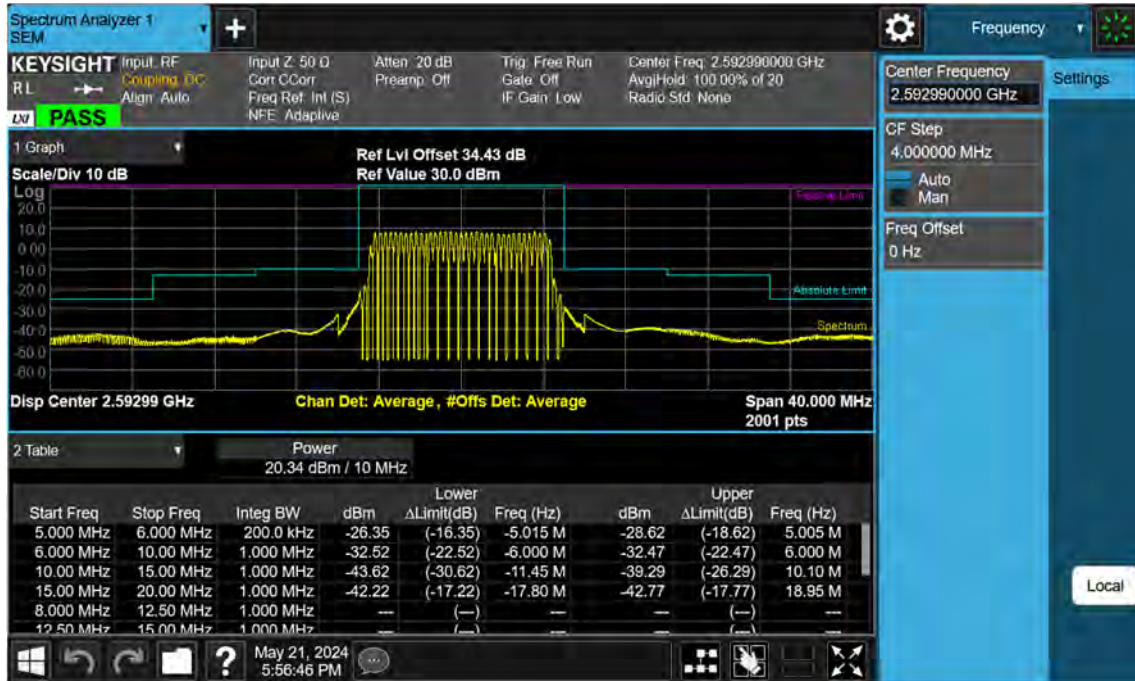 Spectrum Analyzer 1
SEM
+
Frequency
KEYSIGHT
Input: RF
Coupling: DC
Align: Auto
Input Z: 50 Ω
Corr CCorr
Freq Ref: Int (S)
NFE: Adaptive
Atten: 20 dB
Preamp: Off
Trig: Free Run
Gate: Off
IF Gain: Low
Center Freq: 2.592990000 GHz
Avg|Hold: 100.00% of 20
Radio Std: None
R L
LXI
PASS
Center Frequency
2.592990000 GHz
Settings
CF Step
4.000000 MHz
Auto
Man
Freq Offset
0 Hz
1 Graph
Scale/Div 10 dB
Ref Lvl Offset 34.43 dB
Ref Value 30.0 dBm
Log
20.0
10.0
0.00
-10.0
-20.0
-30.0
-40.0
-50.0
-60.0
Relative Limit
Absolute Limit
Spectrum
Disp Center 2.59299 GHz
Chan Det: Average, #Offs Det: Average
Span 40.000 MHz
2001 pts
2 Table
Power
20.34 dBm / 10 MHz
Lower Upper
Start Freq Stop Freq Integ BW dBm ΔLimit(dB) Freq (Hz) dBm ΔLimit(dB) Freq (Hz)
5.000 MHz 6.000 MHz 200.0 kHz -26.35 (-16.35) -5.015 M -28.62 (-18.62) 5.005 M
6.000 MHz 10.00 MHz 1.000 MHz -32.52 (-22.52) -6.000 M -32.47 (-22.47) 6.000 M
10.00 MHz 15.00 MHz 1.000 MHz -43.62 (-30.62) -11.45 M -39.29 (-26.29) 10.10 M
15.00 MHz 20.00 MHz 1.000 MHz -42.22 (-17.22) -17.80 M -42.77 (-17.77) 18.95 M
8.000 MHz 12.50 MHz 1.000 MHz --- (---) --- --- (---) ---
12.50 MHz 15.00 MHz 1.000 MHz --- (---) --- --- (---) ---
Local
?
May 21, 2024
5:56:46 PM